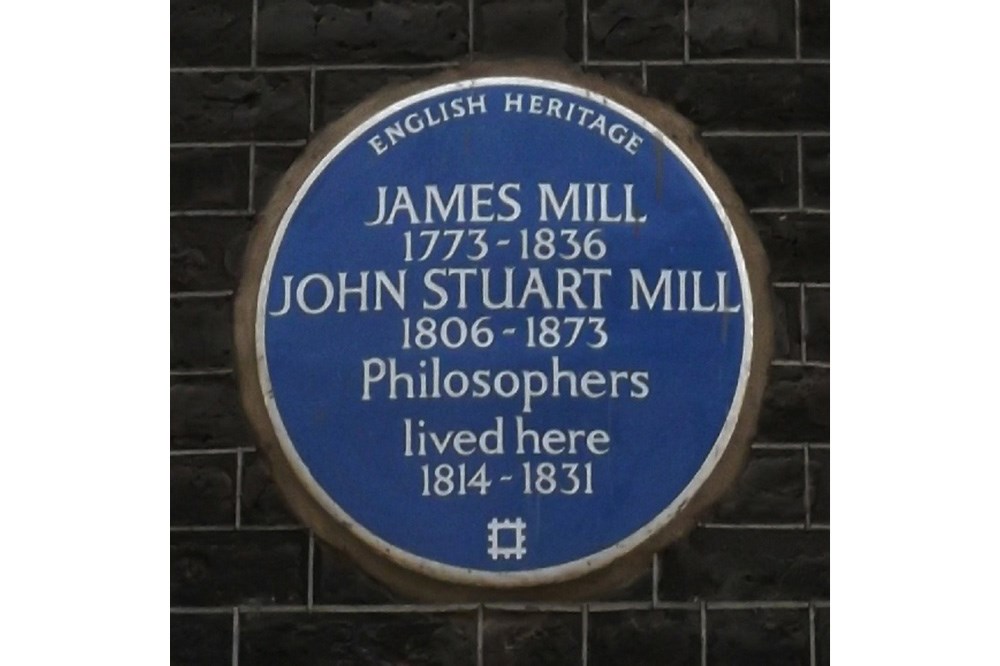 ENGLISH HERITAGE
JAMES MILL
1773-1836
JOHN STUART MILL
1806-1873
Philosophers
lived here
1814-1831